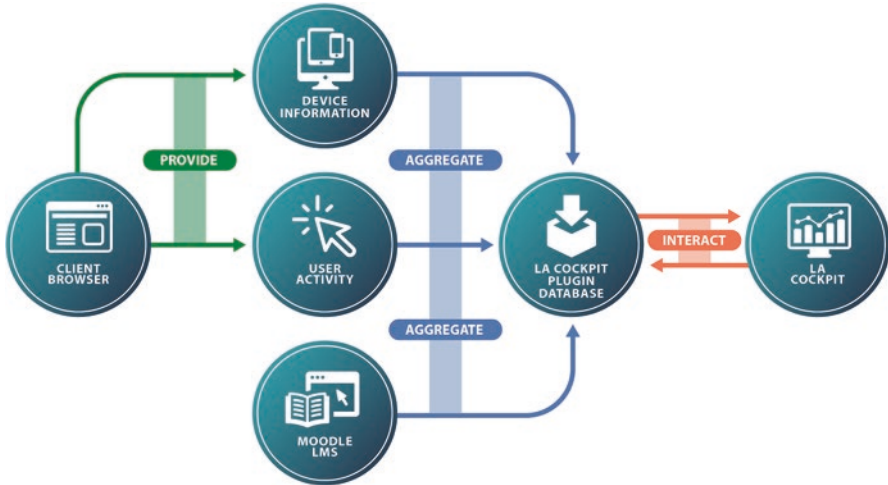 DEVICE
INFORMATION
PROVIDE
AGGREGATE
CLIENT
BROWSER
USER
ACTIVITY
LA COCKPIT
PLUGIN
DATABASE
INTERACT
LA
COCKPIT
AGGREGATE
MOODLE
LMS